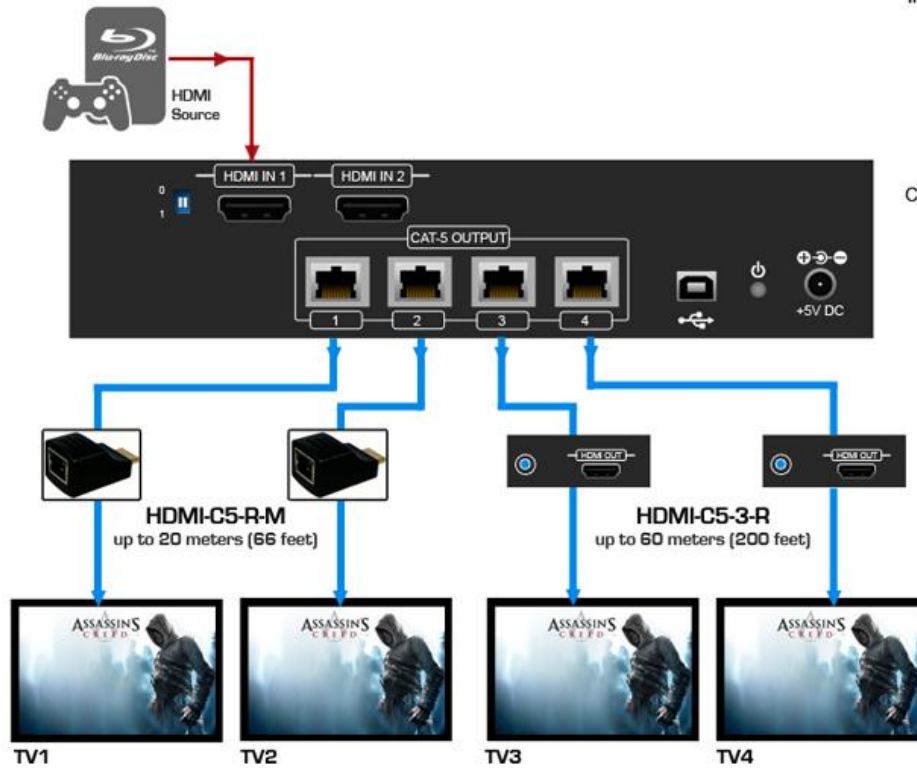 Blu-ray Disc
HDMI
Source
HDMI IN 1
HDMI IN 2
0
1
C
CAT-5 OUTPUT
1
2
3
4
+5V DC
HDMI OUT
HDMI OUT
HDMI-C5-R-M
up to 20 meters (66 feet)
HDMI-C5-3-R
up to 60 meters (200 feet)
ASSASSIN'S
CREED
ASSASSIN'S
CREED
ASSASSIN'S
CREED
ASSASSIN'S
CREED
TV1
TV2
TV3
TV4